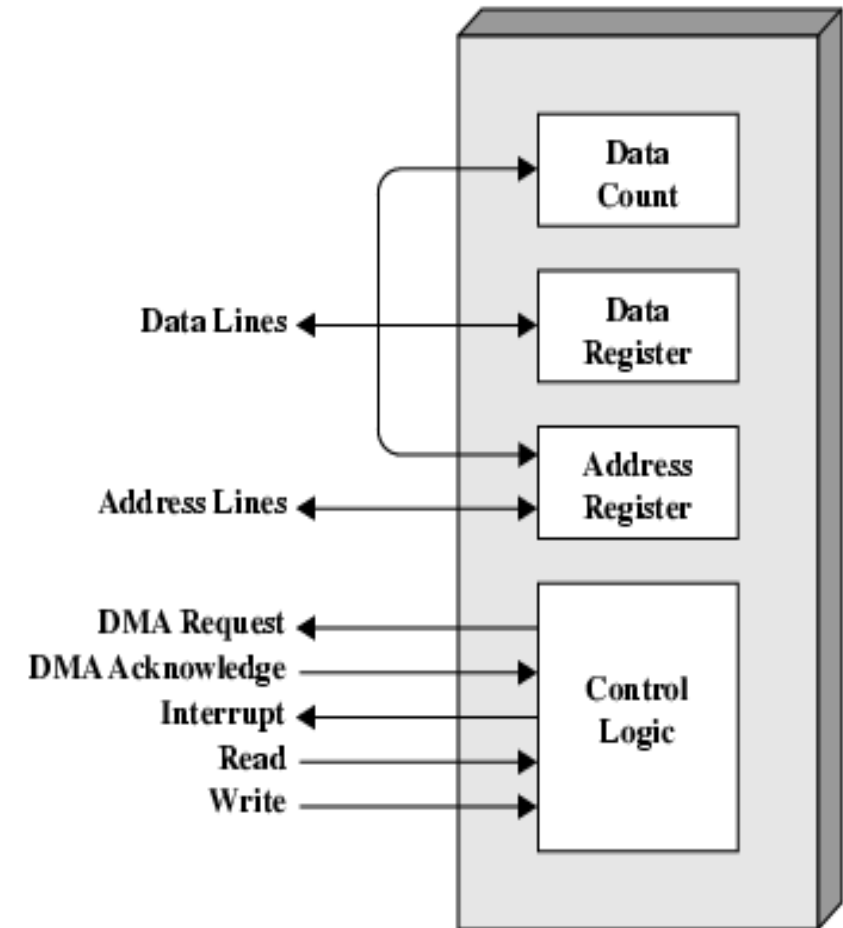 Data
Count
Data Lines
Data
Register
Address Lines
Address
Register
DMA Request
DMA Acknowledge
Interrupt
Read
Write
Control
Logic